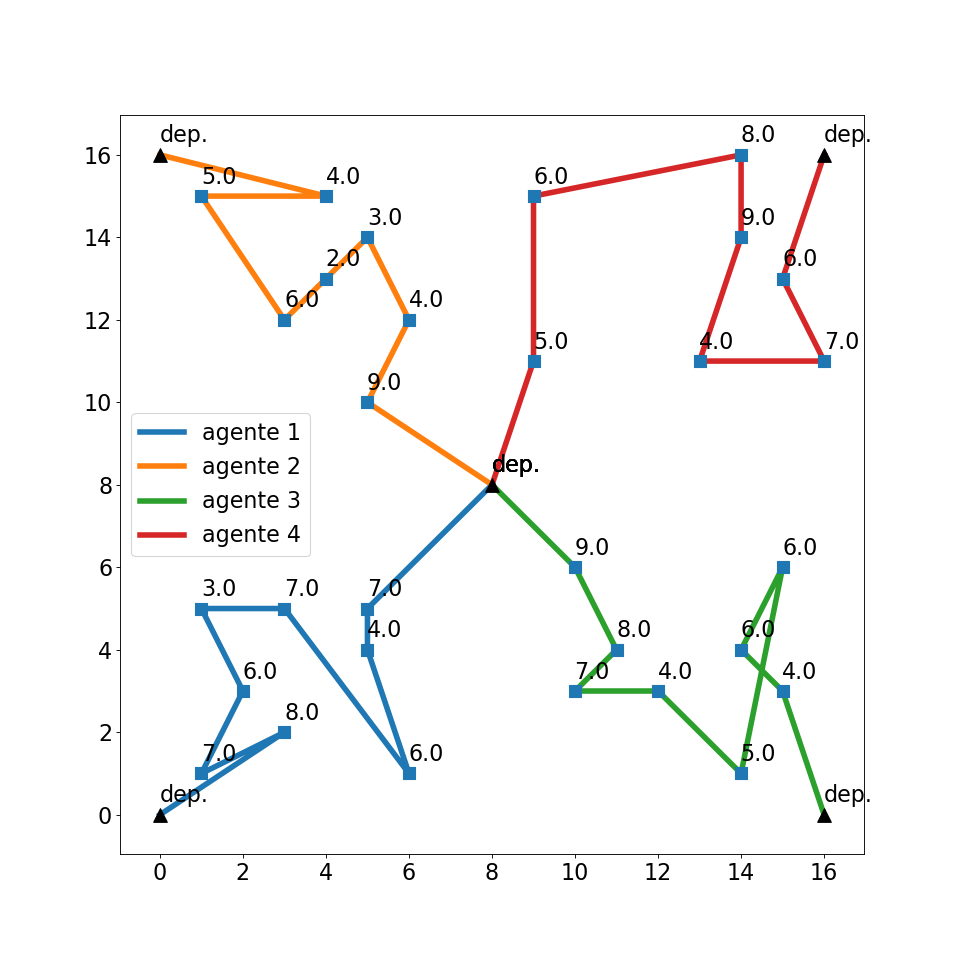 dep. 8.0 dep.
16
5.0 4.0 6.0
3.0 9.0
14
2.0 6.0
6.0 4.0
12
4.0 7.0 5.0
9.0
10
agente 1
agente 2
agente 3
agente 4
dep.
8
9.0 6.0
6
3.0 7.0 7.0
4.0 8.0 6.0
4
6.0 7.0 4.0 4.0
8.0
2
7.0 6.0 5.0
dep. dep.
0
0 2 4 6 8 10 12 14 16